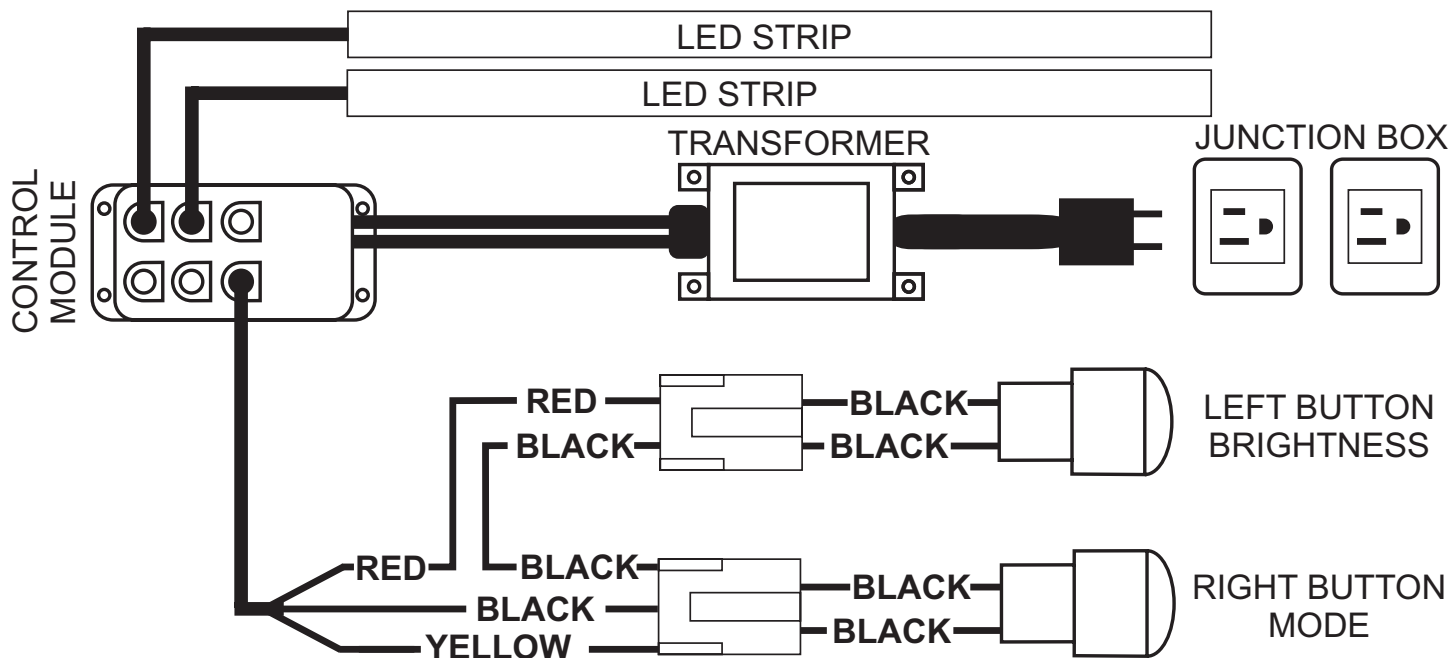 LED STRIP
LED STRIP
TRANSFORMER
JUNCTION BOX
CONTROL
MODULE
RED
BLACK
BLACK
BLACK
LEFT BUTTON
BRIGHTNESS
RED
BLACK
BLACK
YELLOW
BLACK
BLACK
RIGHT BUTTON
MODE